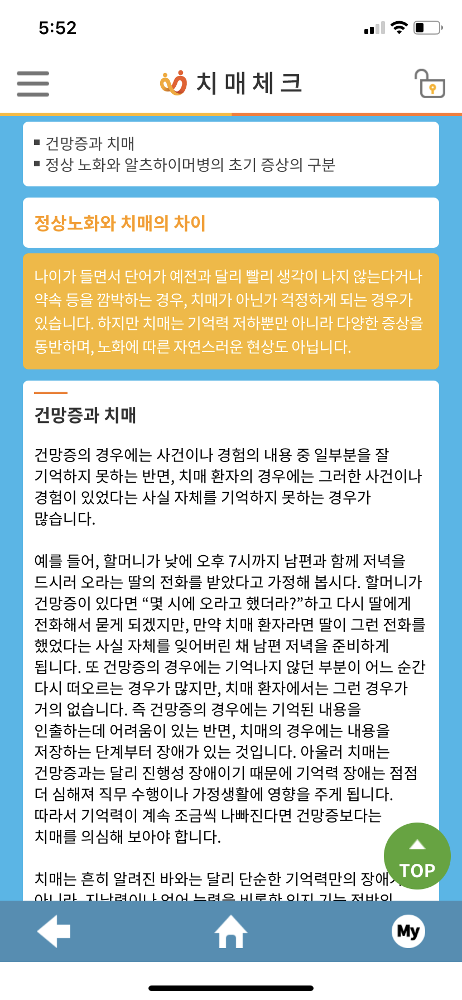 5:52
치매체크
건망증과 치매
정상 노화와 알츠하이머병의 초기 증상의 구분
정상노화와 치매의 차이
나이가 들면서 단어가 예전과 달리 빨리 생각이 나지 않는다거나
약속 등을 깜박하는 경우, 치매가 아닌가 걱정하게 되는 경우가
있습니다. 하지만 치매는 기억력 저하뿐만 아니라 다양한 증상을
동반하며, 노화에 따른 자연스러운 현상도 아닙니다.
건망증과 치매
건망증의 경우에는 사건이나 경험의 내용 중 일부분을 잘
기억하지 못하는 반면, 치매 환자의 경우에는 그러한 사건이나
경험이 있었다는 사실 자체를 기억하지 못하는 경우가
많습니다.
예를 들어, 할머니가 낮에 오후 7시까지 남편과 함께 저녁을
드시러 오라는 딸의 전화를 받았다고 가정해 봅시다. 할머니가
건망증이 있다면 “몇 시에 오라고 했더라?”하고 다시 딸에게
전화해서 묻게 되겠지만, 만약 치매 환자라면 딸이 그런 전화를
했었다는 사실 자체를 잊어버린 채 남편 저녁을 준비하게
됩니다. 또 건망증의 경우에는 기억나지 않던 부분이 어느 순간
다시 떠오르는 경우가 많지만, 치매 환자에서는 그런 경우가
거의 없습니다. 즉 건망증의 경우에는 기억된 내용을
인출하는데 어려움이 있는 반면, 치매의 경우에는 내용을
저장하는 단계부터 장애가 있는 것입니다. 아울러 치매는
건망증과는 달리 진행성 장애이기 때문에 기억력 장애는 점점
더 심해져 직무 수행이나 가정생활에 영향을 주게 됩니다.
따라서 기억력이 계속 조금씩 나빠진다면 건망증보다는
치매를 의심해 보아야 합니다.
TOP
치매는 흔히 알려진 바와는 달리 단순한 기억력만의 장애가
아니라, 지남력이나 언어 능력을 비롯한 인지 기능 전반의
My